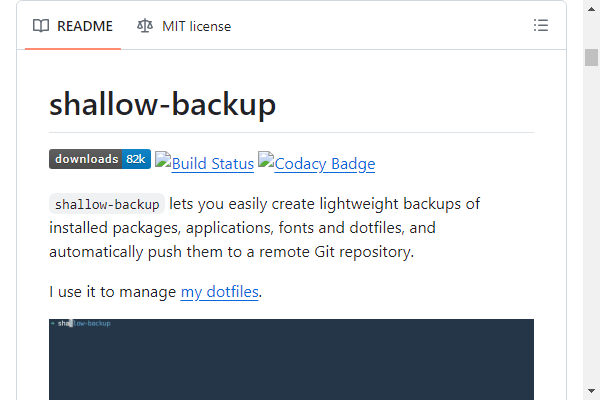 README MIT license
shallow-backup
downloads 82k Build Status Codacy Badge
shallow-backup lets you easily create lightweight backups of
installed packages, applications, fonts and dotfiles, and
automatically push them to a remote Git repository.
I use it to manage my dotfiles.
➜ shallow-backup